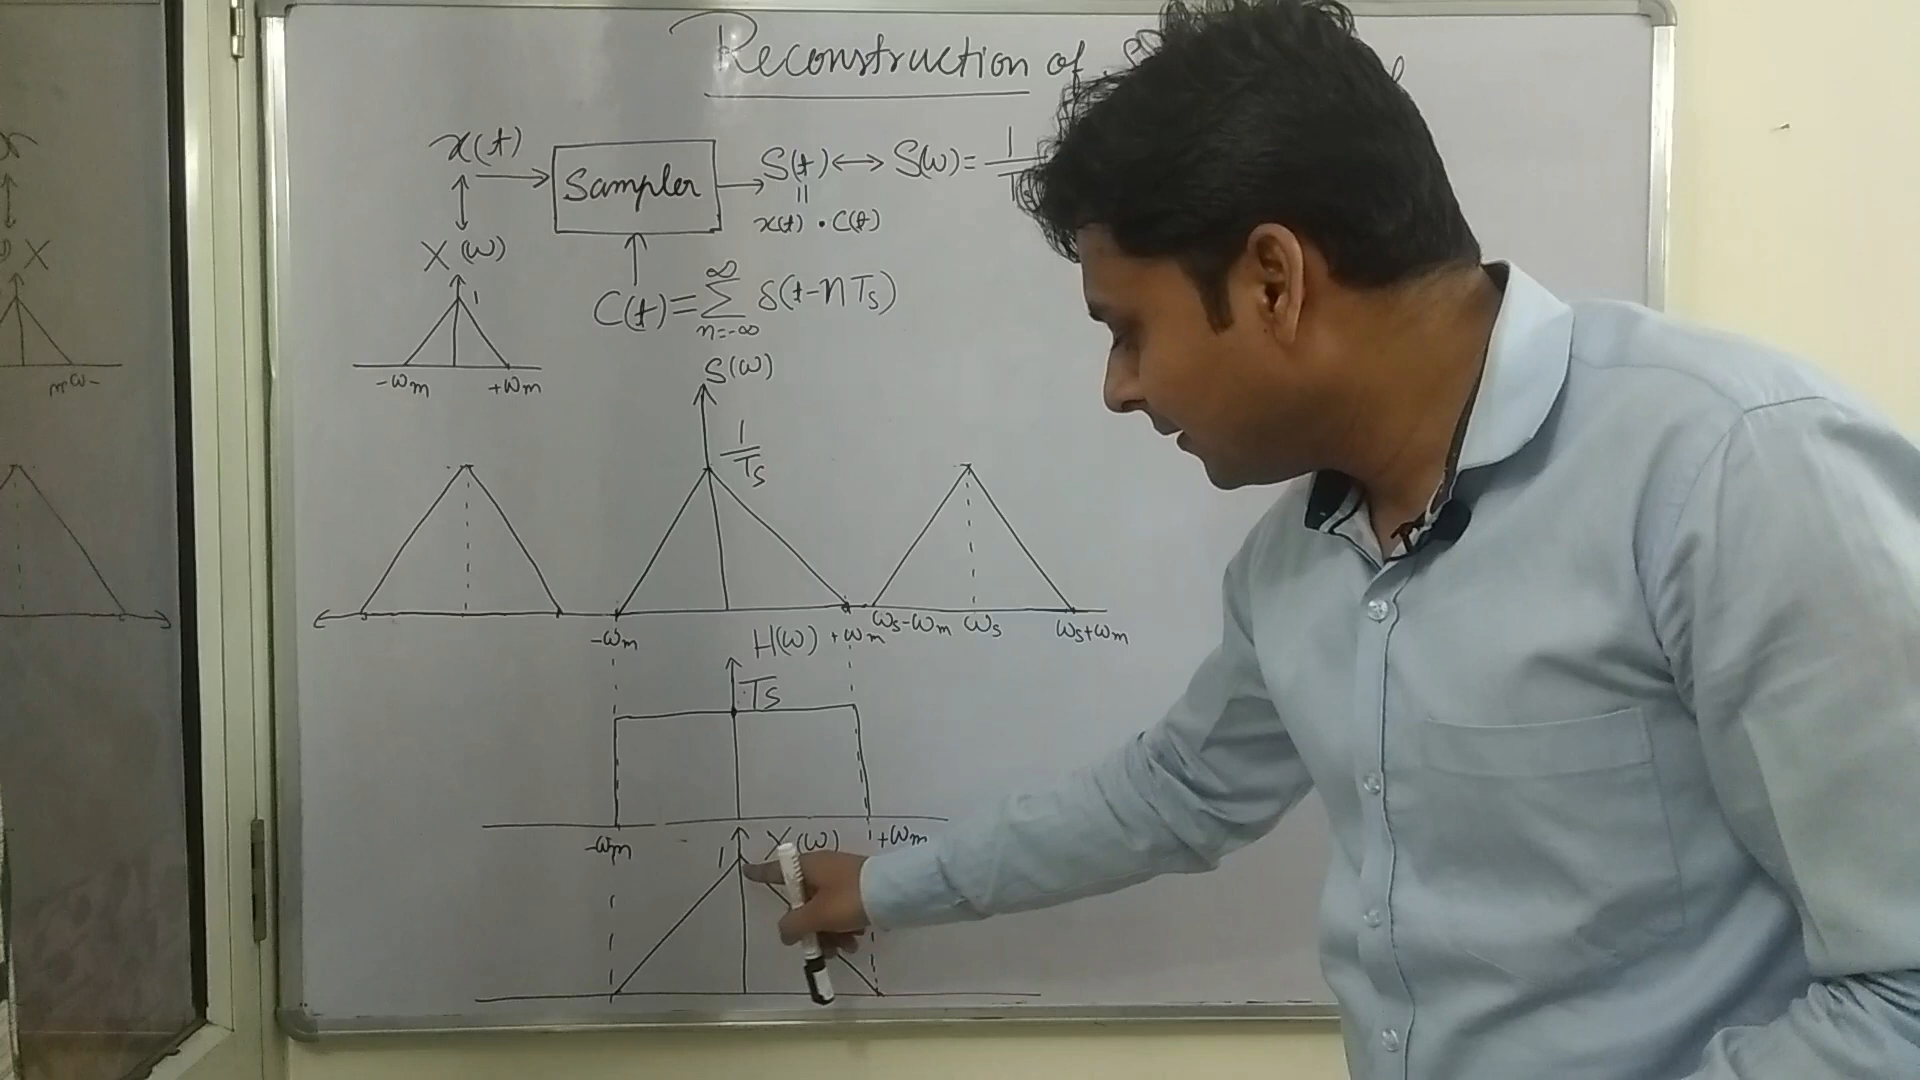 Reconstruction of
x(t)
Sampler
S(t) ↔ S(ω) = 1
=
x(t) . C(t)
X(ω)
1
-ωm +ωm
C(t) = ∞ ∑ n=-∞ δ(t-nTs)
S(ω)
1/Ts
-ωm +ωm ωs-ωm ωs ωs+ωm
H(ω)
Ts
-ωm +ωm
1 X(ω)